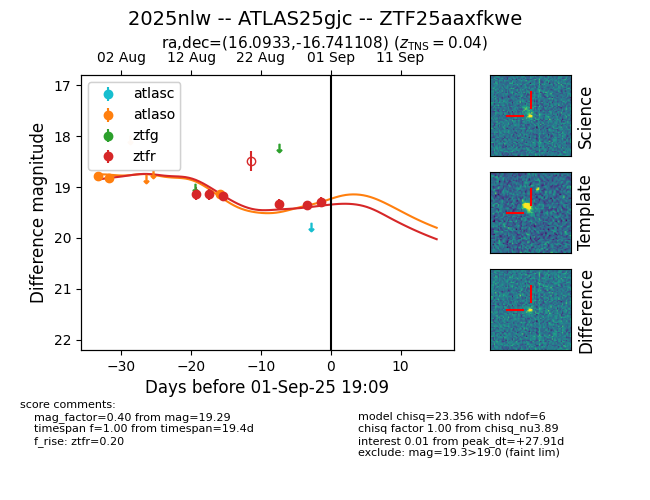 2025nlw -- ATLAS25gjc -- ZTF25aaxfkwe
ra,dec=(16.0933,-16.741108) (z_TNS = 0.04)
02 Aug 12 Aug 22 Aug 01 Sep 11 Sep
17
18
19
20
21
22
Difference magnitude
atlasc
atlaso
ztfg
ztfr
−30 −20 −10 0 10
Days before 01-Sep-25 19:09
Science
Template
Difference
score comments:
mag_factor=0.40 from mag=19.29
timespan f=1.00 from timespan=19.4d
f_rise: ztfr=0.20
model chisq=23.356 with ndof=6
chisq factor 1.00 from chisq_nu3.89
interest 0.01 from peak_dt=+27.91d
exclude: mag=19.3>19.0 (faint lim)